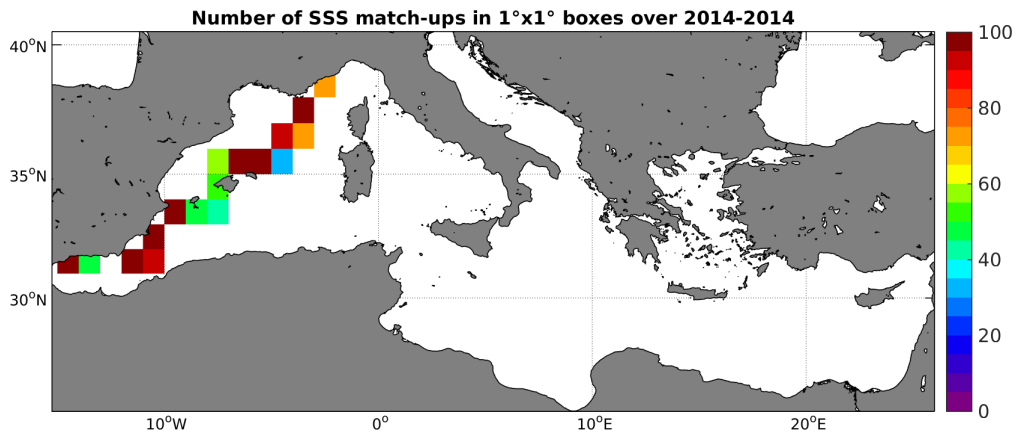 Number of SSS match-ups in 1°x1° boxes over 2014-2014
40°N
35°N
30°N
10°W
0°
10°E
20°E
100
80
60
40
20
0